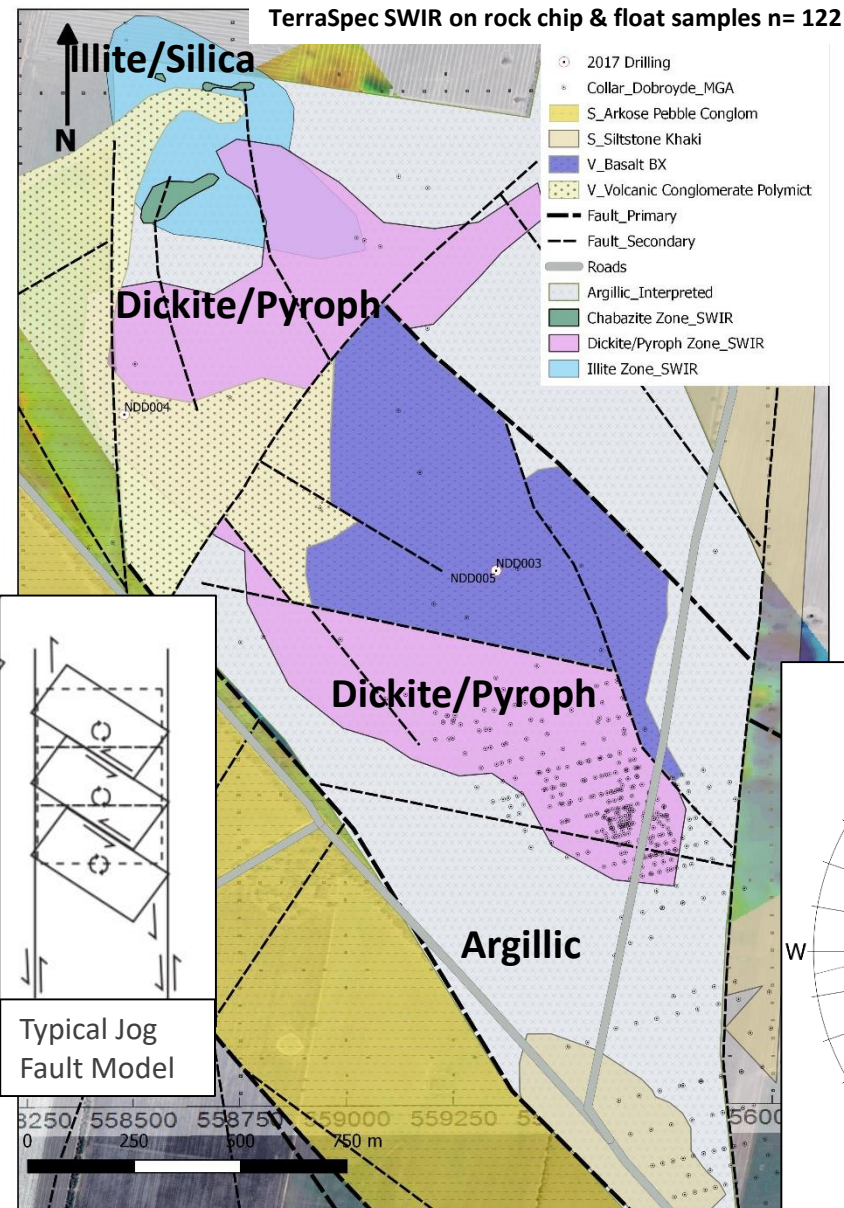 TerraSpec SWIR on rock chip & float samples n= 122
Illite/Silica
N
2017 Drilling
Collar_Dobroyde_MGA
S_Arkose Pebble Conglom
S_Siltstone Khaki
V_Basalt BX
V_Volcanic Conglomerate Polymict
Fault_Primary
Fault_Secondary
Roads
Argillic_Interpreted
Chabazite Zone_SWIR
Dickite/Pyroph Zone_SWIR
Illite Zone_SWIR
Dickite/Pyroph
NDD004
NDD003
NDD005
Dickite/Pyroph
Argillic
W
Typical Jog
Fault Model
558500 559000 559250
0 250 500 750 m